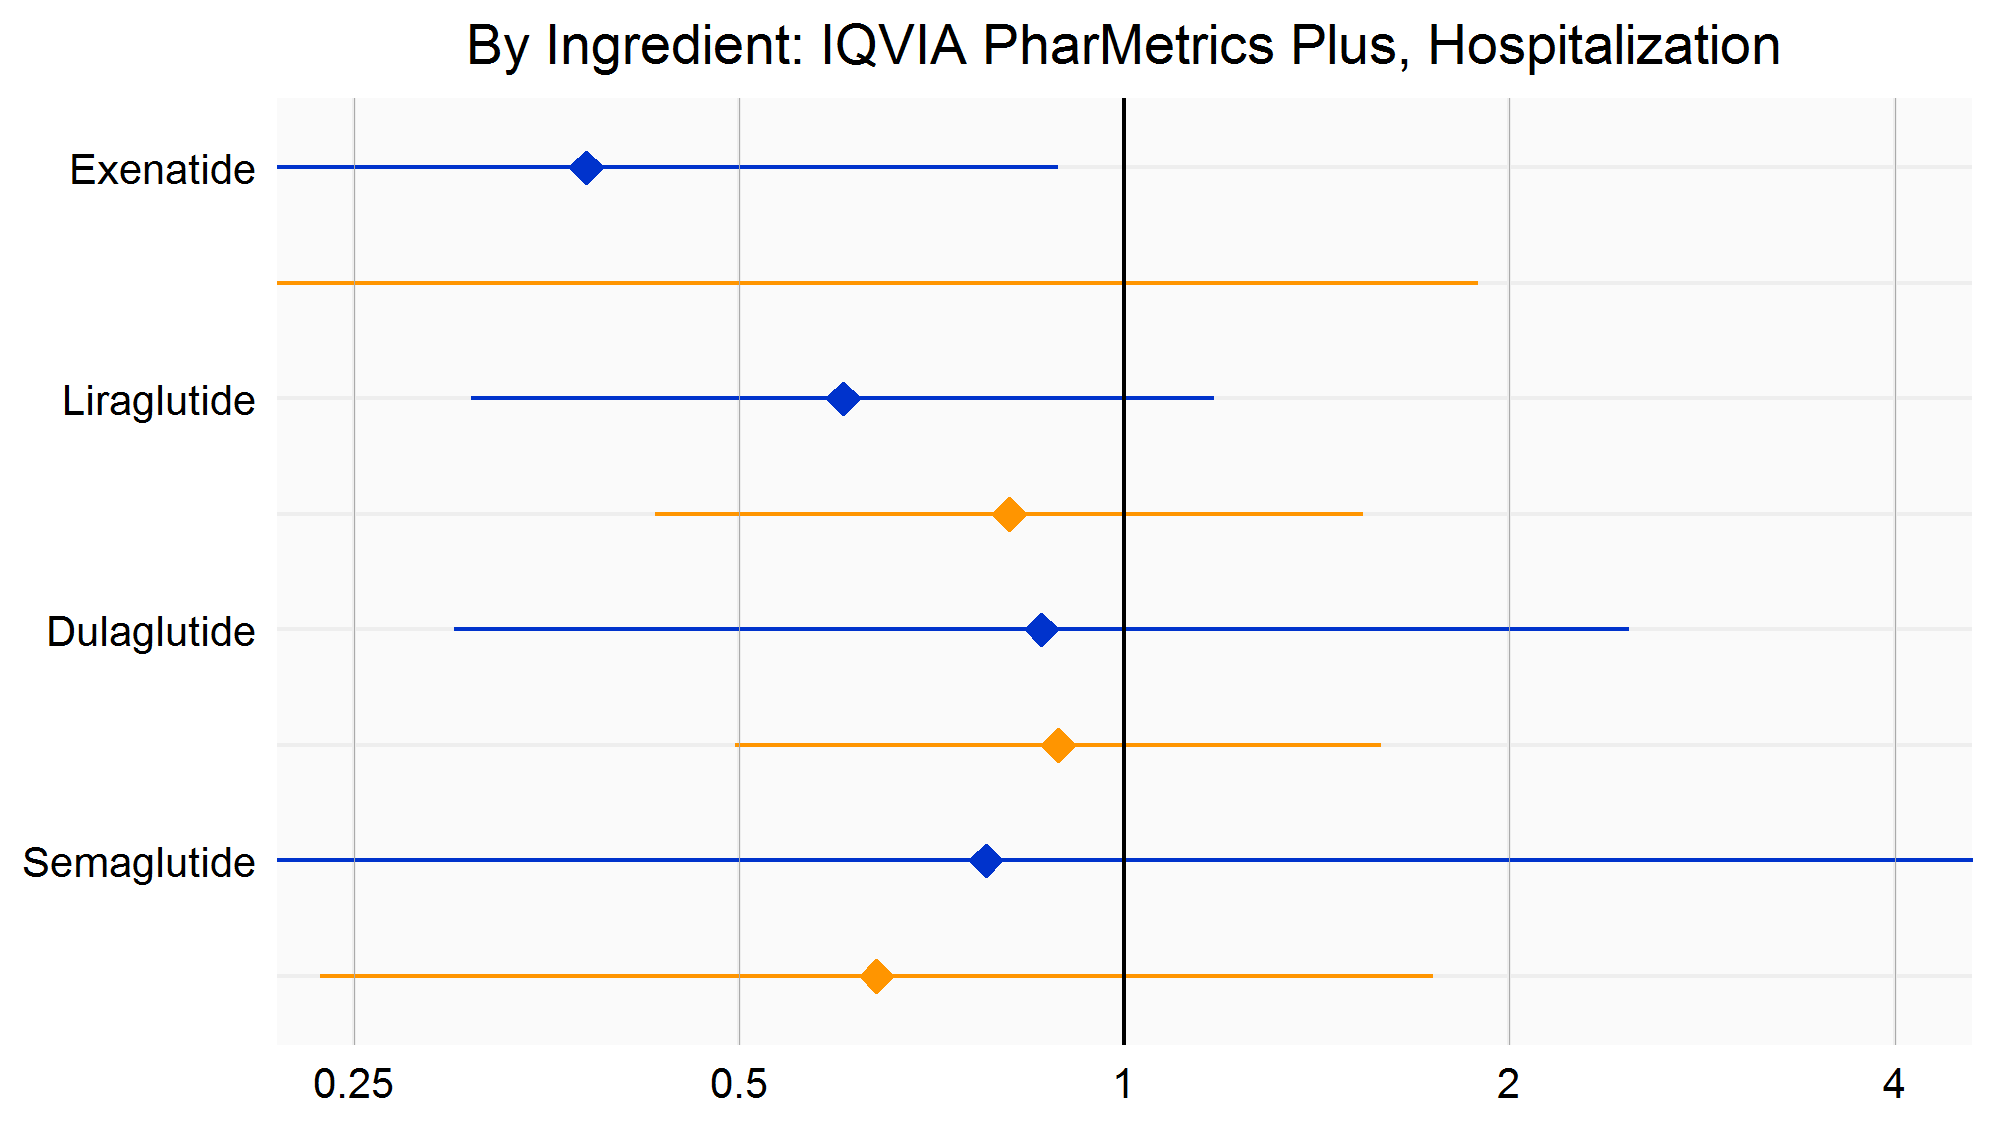 By Ingredient: IQVIA PharMetrics Plus, Hospitalization
Exenatide
Liraglutide
Dulaglutide
Semaglutide
0.25 0.5 1 2 4